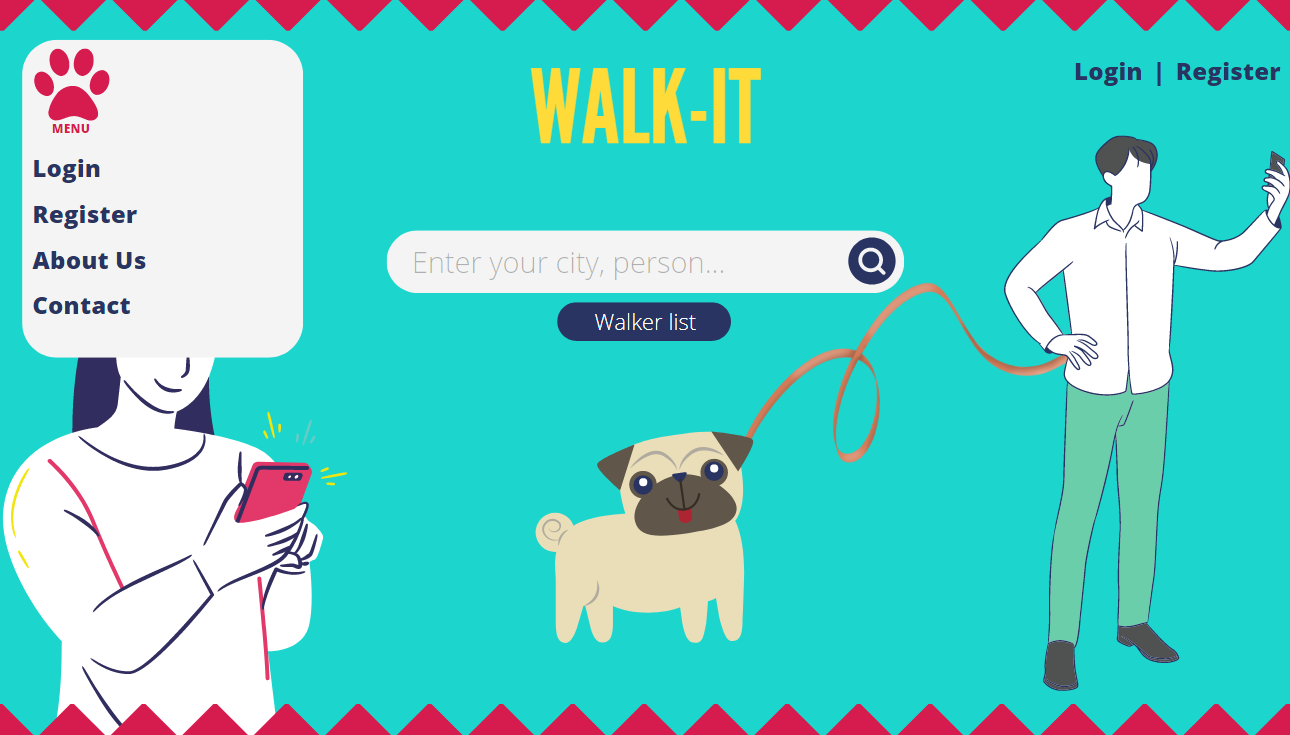 MENU
Login
Register
About Us
Contact
WALK-IT
Login | Register
Enter your city, person...
Walker list